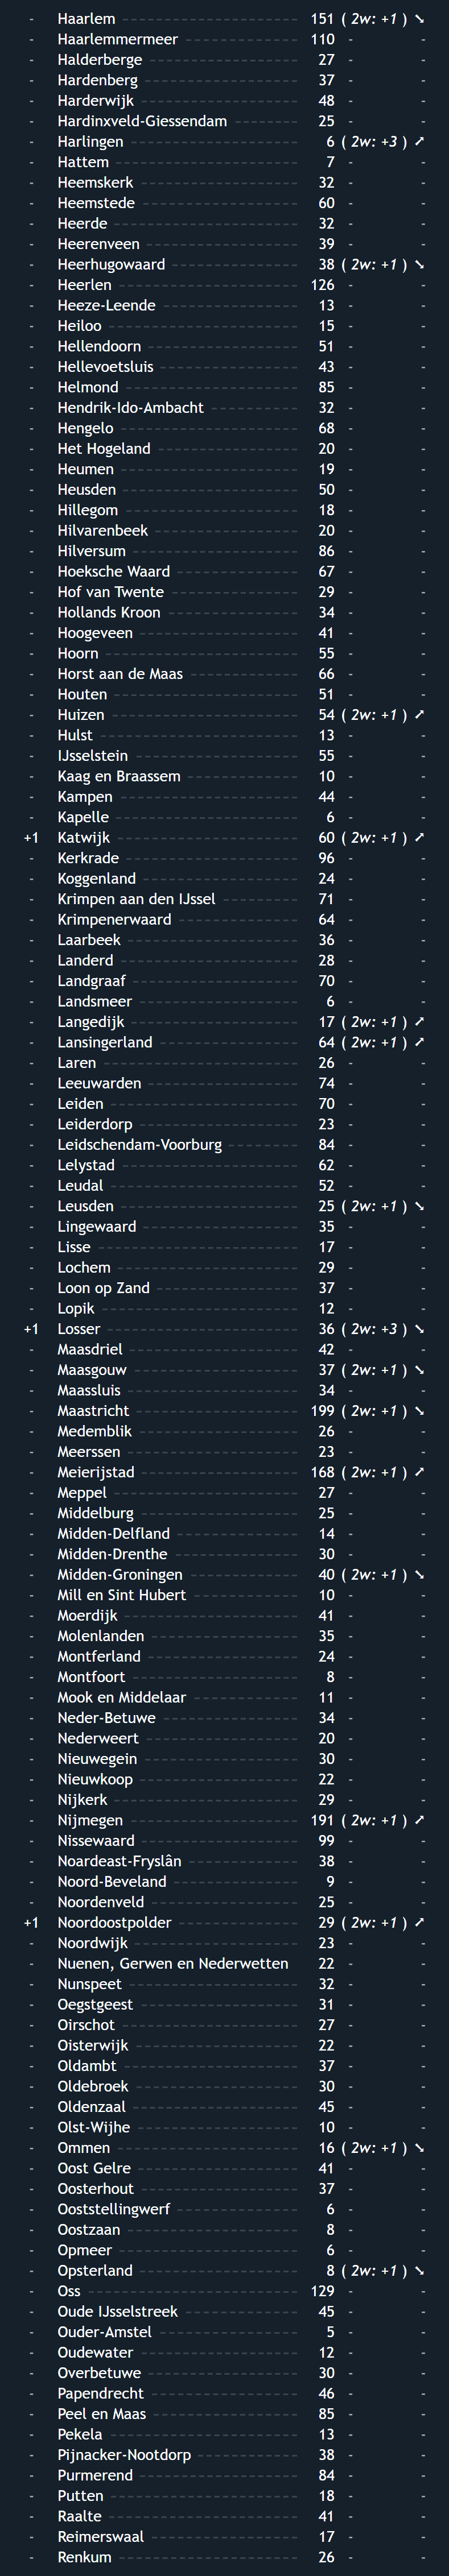 - Haarlem 151 ( 2w: +1 ) ➘
- Haarlemmermeer 110 - -
- Halderberge 27 - -
- Hardenberg 37 - -
- Harderwijk 48 - -
- Hardinxveld-Giessendam 25 - -
- Harlingen 6 ( 2w: +3 ) ➚
- Hattem 7 - -
- Heemskerk 32 - -
- Heemstede 60 - -
- Heerde 32 - -
- Heerenveen 39 - -
- Heerhugowaard 38 ( 2w: +1 ) ➘
- Heerlen 126 - -
- Heeze-Leende 13 - -
- Heiloo 15 - -
- Hellendoorn 51 - -
- Hellevoetsluis 43 - -
- Helmond 85 - -
- Hendrik-Ido-Ambacht 32 - -
- Hengelo 68 - -
- Het Hogeland 20 - -
- Heumen 19 - -
- Heusden 50 - -
- Hillegom 18 - -
- Hilvarenbeek 20 - -
- Hilversum 86 - -
- Hoeksche Waard 67 - -
- Hof van Twente 29 - -
- Hollands Kroon 34 - -
- Hoogeveen 41 - -
- Hoorn 55 - -
- Horst aan de Maas 66 - -
- Houten 51 - -
- Huizen 54 ( 2w: +1 ) ➚
- Hulst 13 - -
- IJsselstein 55 - -
- Kaag en Braassem 10 - -
- Kampen 44 - -
- Kapelle 6 - -
+1 Katwijk 60 ( 2w: +1 ) ➚
- Kerkrade 96 - -
- Koggenland 24 - -
- Krimpen aan den IJssel 71 - -
- Krimpenerwaard 64 - -
- Laarbeek 36 - -
- Landerd 28 - -
- Landgraaf 70 - -
- Landsmeer 6 - -
- Langedijk 17 ( 2w: +1 ) ➚
- Lansingerland 64 ( 2w: +1 ) ➚
- Laren 26 - -
- Leeuwarden 74 - -
- Leiden 70 - -
- Leiderdorp 23 - -
- Leidschendam-Voorburg 84 - -
- Lelystad 62 - -
- Leudal 52 - -
- Leusden 25 ( 2w: +1 ) ➘
- Lingewaard 35 - -
- Lisse 17 - -
- Lochem 29 - -
- Loon op Zand 37 - -
- Lopik 12 - -
+1 Losser 36 ( 2w: +3 ) ➘
- Maasdriel 42 - -
- Maasgouw 37 ( 2w: +1 ) ➘
- Maassluis 34 - -
- Maastricht 199 ( 2w: +1 ) ➘
- Medemblik 26 - -
- Meerssen 23 - -
- Meierijstad 168 ( 2w: +1 ) ➚
- Meppel 27 - -
- Middelburg 25 - -
- Midden-Delfland 14 - -
- Midden-Drenthe 30 - -
- Midden-Groningen 40 ( 2w: +1 ) ➘
- Mill en Sint Hubert 10 - -
- Moerdijk 41 - -
- Molenlanden 35 - -
- Montferland 24 - -
- Montfoort 8 - -
- Mook en Middelaar 11 - -
- Neder-Betuwe 34 - -
- Nederweert 20 - -
- Nieuwegein 30 - -
- Nieuwkoop 22 - -
- Nijkerk 29 - -
- Nijmegen 191 ( 2w: +1 ) ➚
- Nissewaard 99 - -
- Noardeast-Fryslân 38 - -
- Noord-Beveland 9 - -
- Noordenveld 25 - -
+1 Noordoostpolder 29 ( 2w: +1 ) ➚
- Noordwijk 23 - -
- Nuenen, Gerwen en Nederwetten 22 - -
- Nunspeet 32 - -
- Oegstgeest 31 - -
- Oirschot 27 - -
- Oisterwijk 22 - -
- Oldambt 37 - -
- Oldebroek 30 - -
- Oldenzaal 45 - -
- Olst-Wijhe 10 - -
- Ommen 16 ( 2w: +1 ) ➘
- Oost Gelre 41 - -
- Oosterhout 37 - -
- Ooststellingwerf 6 - -
- Oostzaan 8 - -
- Opmeer 6 - -
- Opsterland 8 ( 2w: +1 ) ➘
- Oss 129 - -
- Oude IJsselstreek 45 - -
- Ouder-Amstel 5 - -
- Oudewater 12 - -
- Overbetuwe 30 - -
- Papendrecht 46 - -
- Peel en Maas 85 - -
- Pekela 13 - -
- Pijnacker-Nootdorp 38 - -
- Purmerend 84 - -
- Putten 18 - -
- Raalte 41 - -
- Reimerswaal 17 - -
- Renkum 26 - -